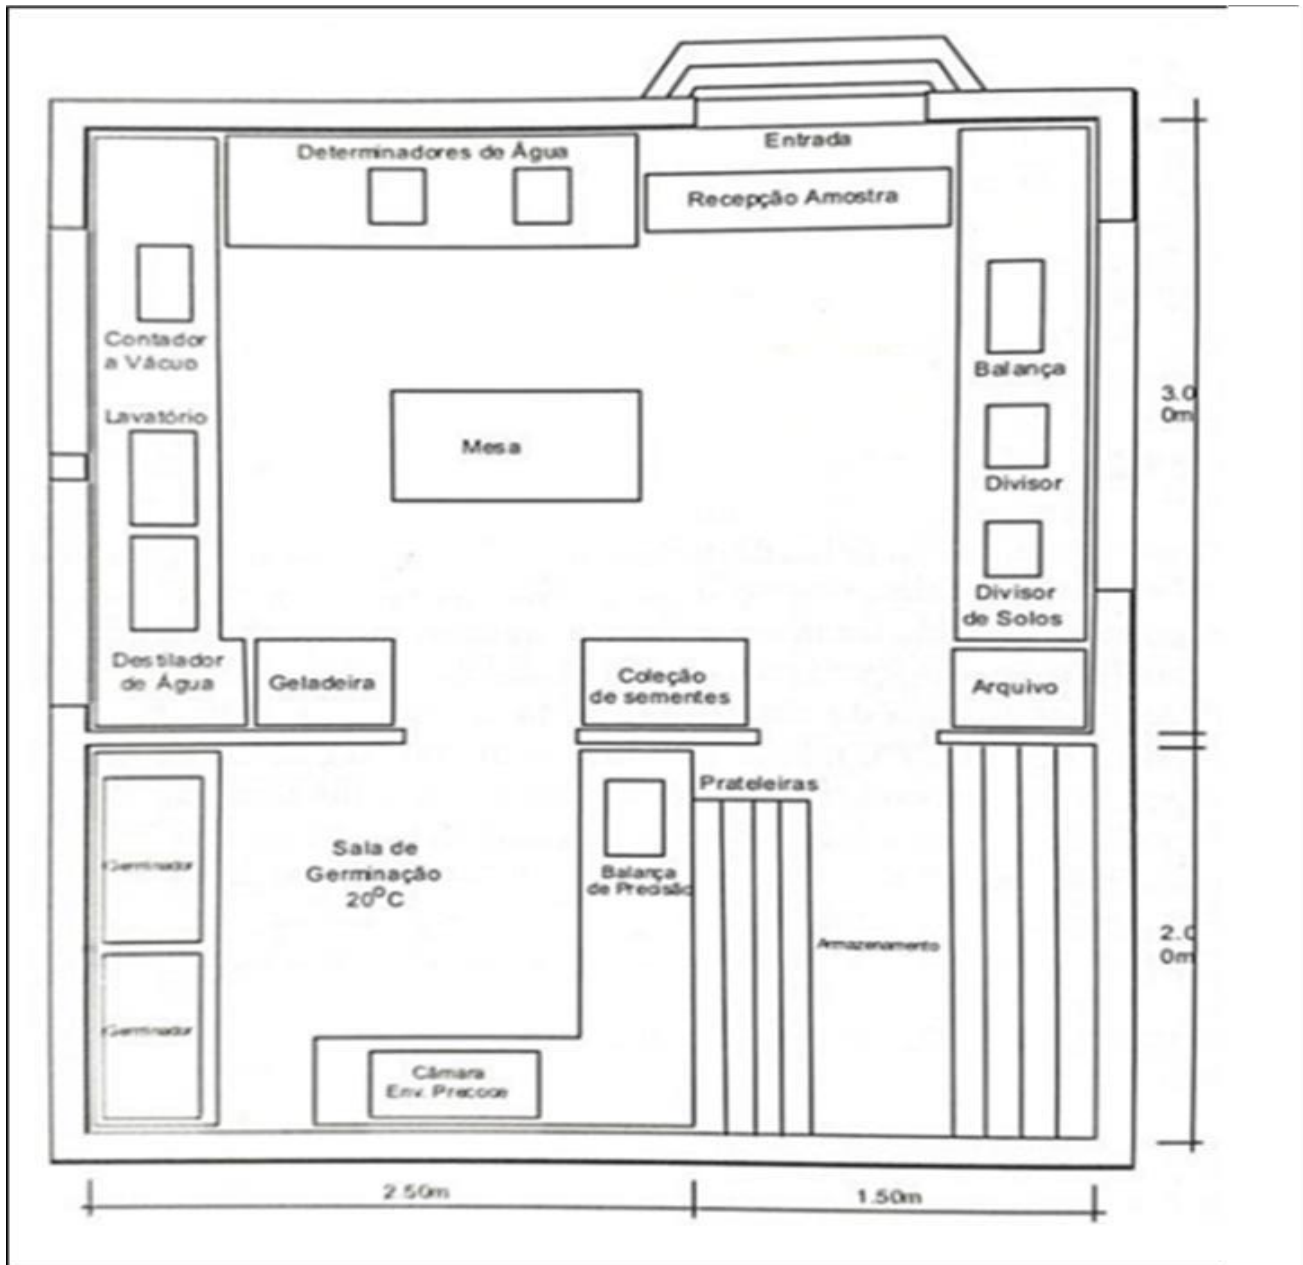 Entrada
Determinadores de Água
Recepção Amostra
Contador
a Vácuo
Balança
3.0
0m
Lavatório
Mesa
Divisor
Divisor
de Solos
Destilador
de Água
Geladeira
Coleção
de sementes
Arquivo
Prateleiras
Sala de
Germinação
20ºC
Germinador
Balança
de Precisão
Armazenamento
2.0
0m
Germinador
Câmara
Env. Precoce
2.50m
1.50m